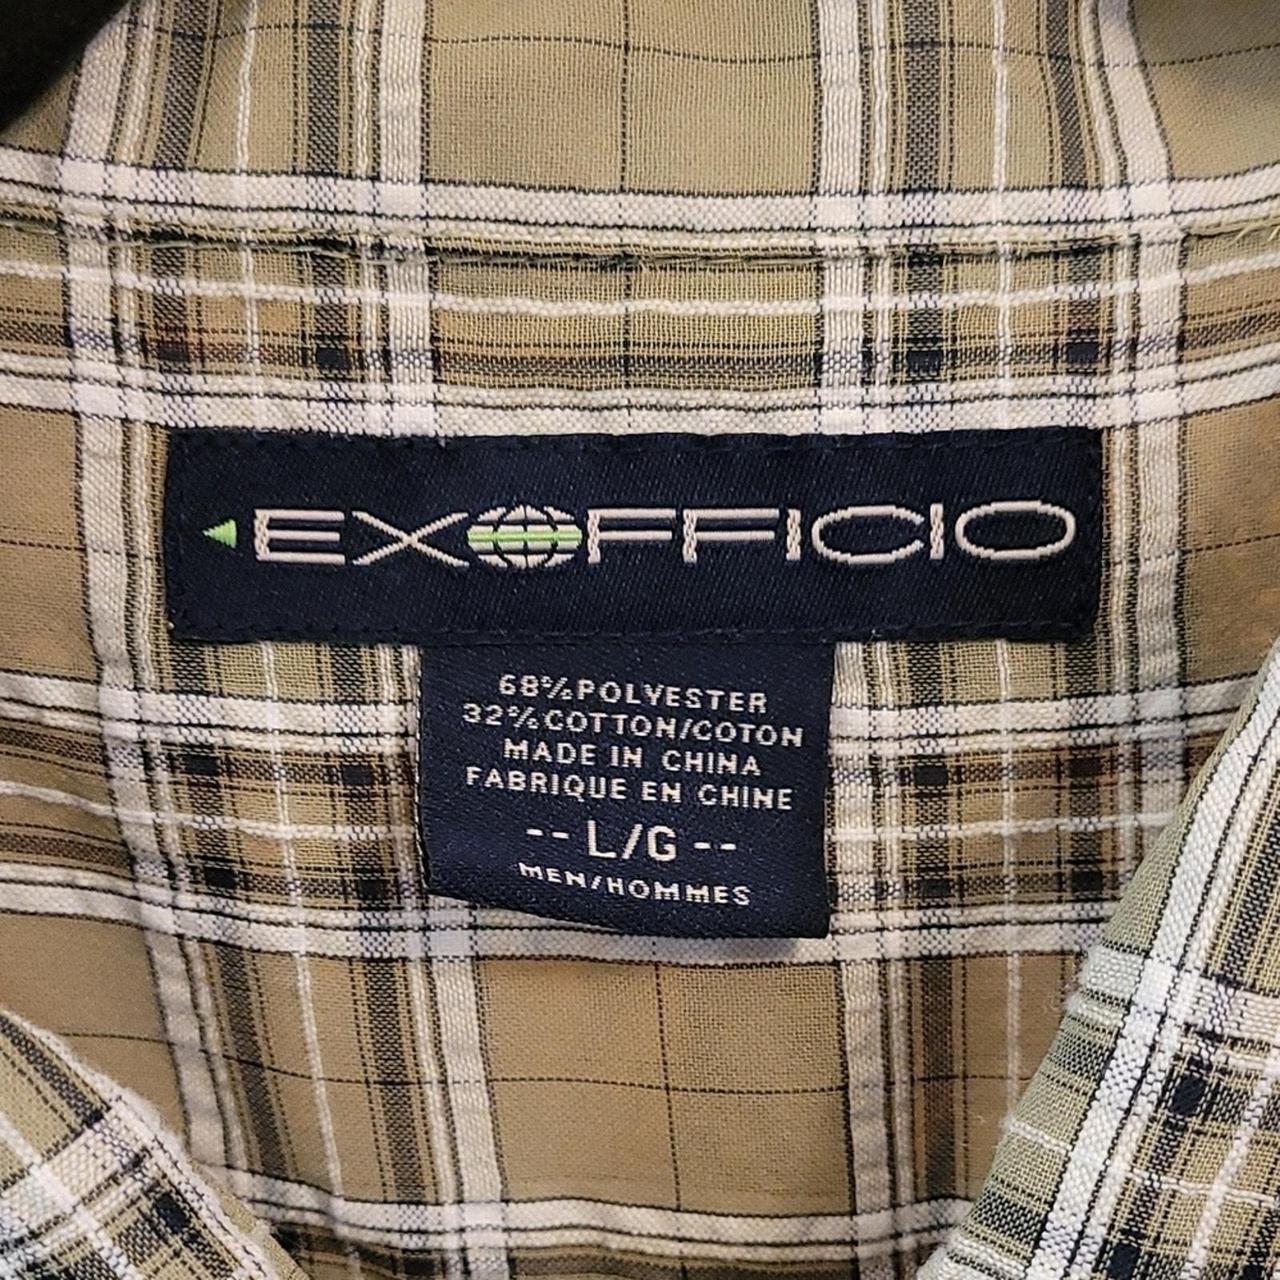 EXOFFICIO
68%POLYESTER
32%COTTON/COTON
MADE IN CHINA
FABRIQUE EN CHINE
-- L/G --
MEN/HOMMES